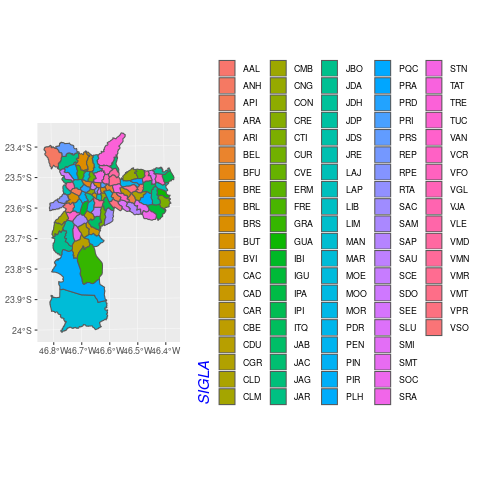 23.4°S
23.5°S
23.6°S
23.7°S
23.8°S
23.9°S
24°S
46.8°W 46.7°W 46.6°W 46.5°W 46.4°W
SIGLA
AAL CMB JBO PQC STN
ANH CNG JDA PRA TAT
API CON JDH PRD TRE
ARA CRE JDP PRI TUC
ARI CTI JDS PRS VAN
BEL CUR JRE REP VCR
BFU CVE LAJ RPE VFO
BRE ERM LAP RTA VGL
BRL FRE LIB SAC VJA
BRS GRA LIM SAM VLE
BUT GUA MAN SAP VMD
BVI IBI MAR SAU VMN
CAC IGU MOE SCE VMR
CAD IPA MOO SDO VMT
CAR IPI MOR SEE VPR
CBE ITQ PDR SLU VSO
CDU JAB PEN SMI
CGR JAC PIN SMT
CLD JAG PIR SOC
CLM JAR PLH SRA